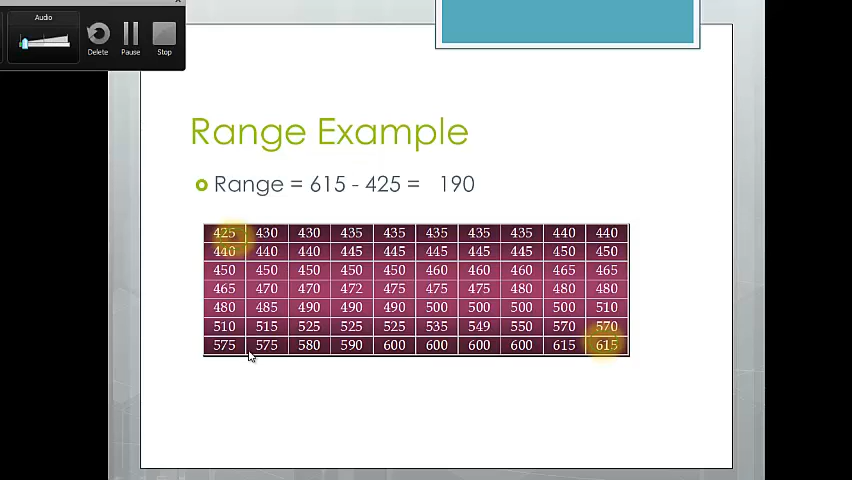 Audio
Delete
Pause
Stop
Range Example
Range = 615 - 425 = 190
425 430 430 435 435 435 435 435 440 440
440 440 440 445 445 445 445 445 450 450
450 450 450 450 450 460 460 460 465 465
465 470 470 472 475 475 475 480 480 480
480 485 490 490 490 500 500 500 500 510
510 515 525 525 525 535 549 550 570 570
575 575 580 590 600 600 600 600 615 615